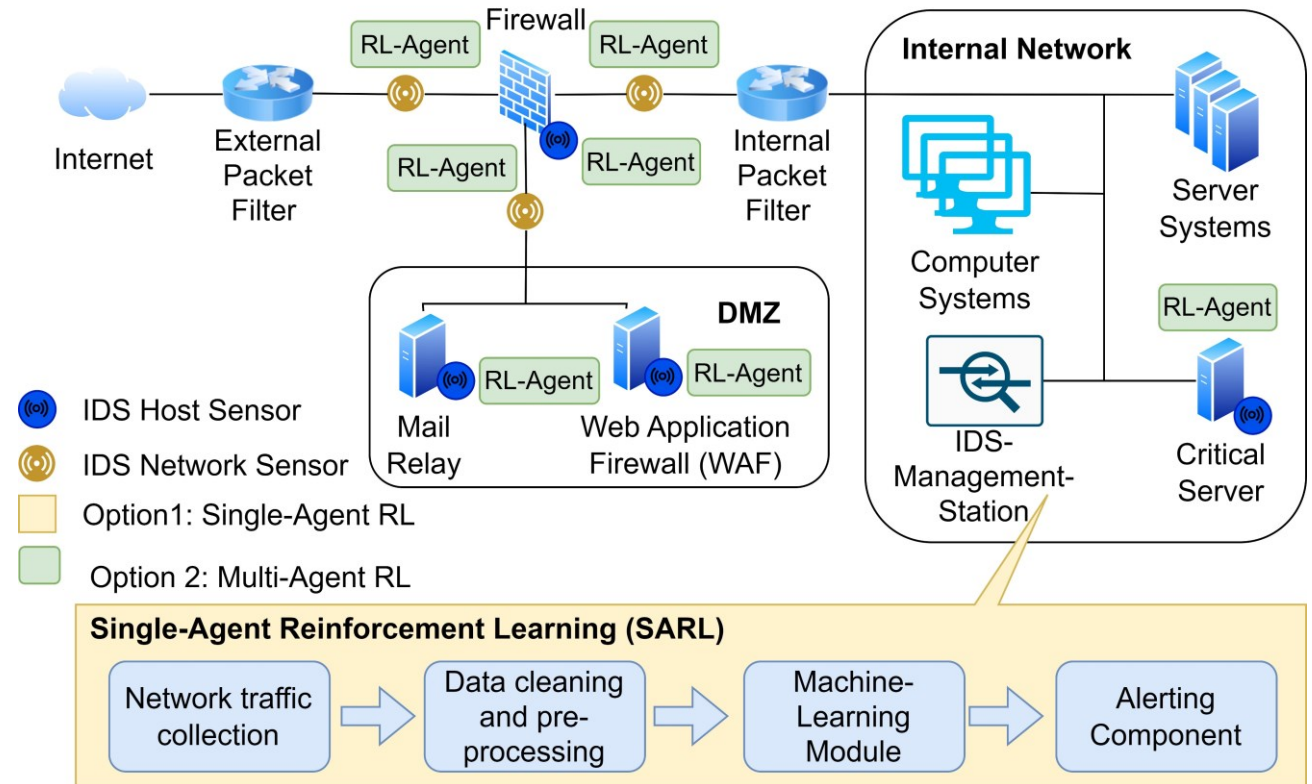 Firewall
RL-Agent
RL-Agent
Internal Network
Internet
External
Packet
Filter
RL-Agent
RL-Agent
Internal
Packet
Filter
Server
Systems
Computer
Systems
DMZ
RL-Agent
RL-Agent
RL-Agent
Mail
Relay
Web Application
Firewall (WAF)
IDS-
Management-
Station
Critical
Server
IDS Host Sensor
IDS Network Sensor
Option1: Single-Agent RL
Option 2: Multi-Agent RL
Single-Agent Reinforcement Learning (SARL)
Network traffic
collection
Data cleaning
and pre-
processing
Machine-
Learning
Module
Alerting
Component